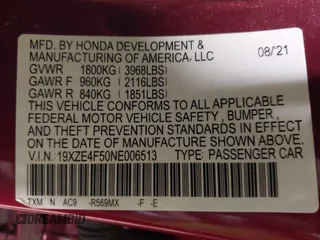 MFD. BY HONDA DEVELOPMENT &
MANUFACTURING OF AMERICA, LLC 08/'21
GVWR 1800KG ( 3968LBS)
GAWR F 960KG ( 2116LBS)
GAWR R 840KG ( 1851LBS)
THIS VEHICLE CONFORMS TO ALL APPLICABLE
FEDERAL MOTOR VEHICLE SAFETY , BUMPER ,
AND THEFT PREVENTION STANDARDS IN EFFECT
ON THE DATE OF MANUFACTURE SHOWN ABOVE.
V.I.N.: 19XZE4F50NE006513 TYPE: PASSENGER CAR
TXM N AC9 -R569MX -F -E
DREAMBID